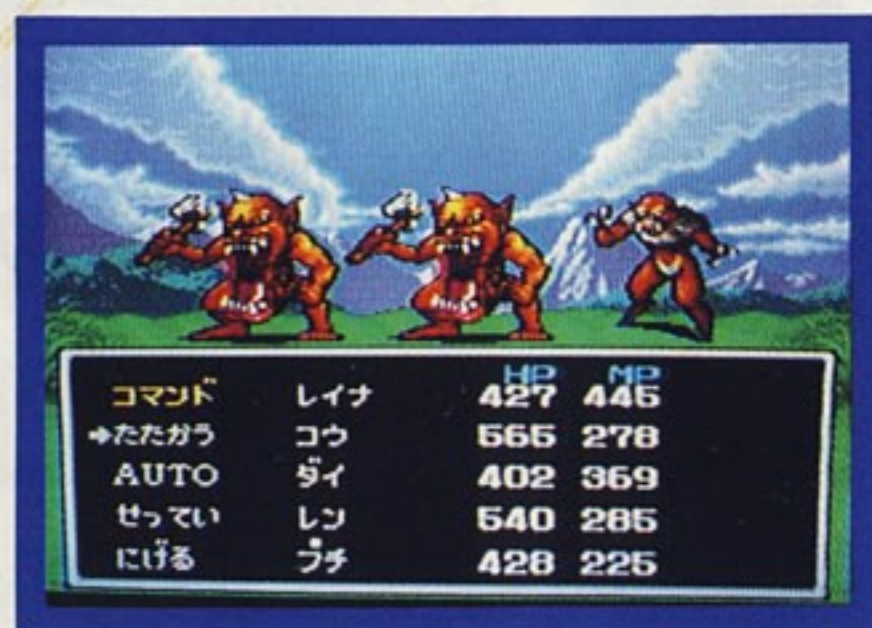 HP MP
コマンド レイナ 427 445
➔たたかう コウ 565 278
AUTO ダイ 402 369
せってい レン 540 285
にげる プチ 428 225